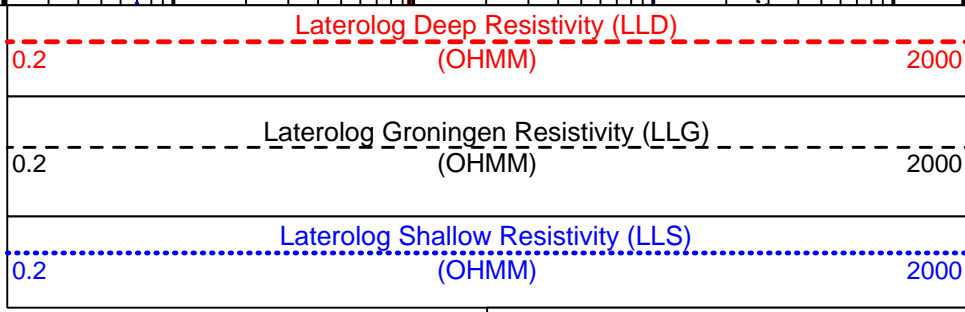 Laterolog Deep Resistivity (LLD)
0.2 (OHMM) 2000
Laterolog Groningen Resistivity (LLG)
0.2 (OHMM) 2000
Laterolog Shallow Resistivity (LLS)
0.2 (OHMM) 2000